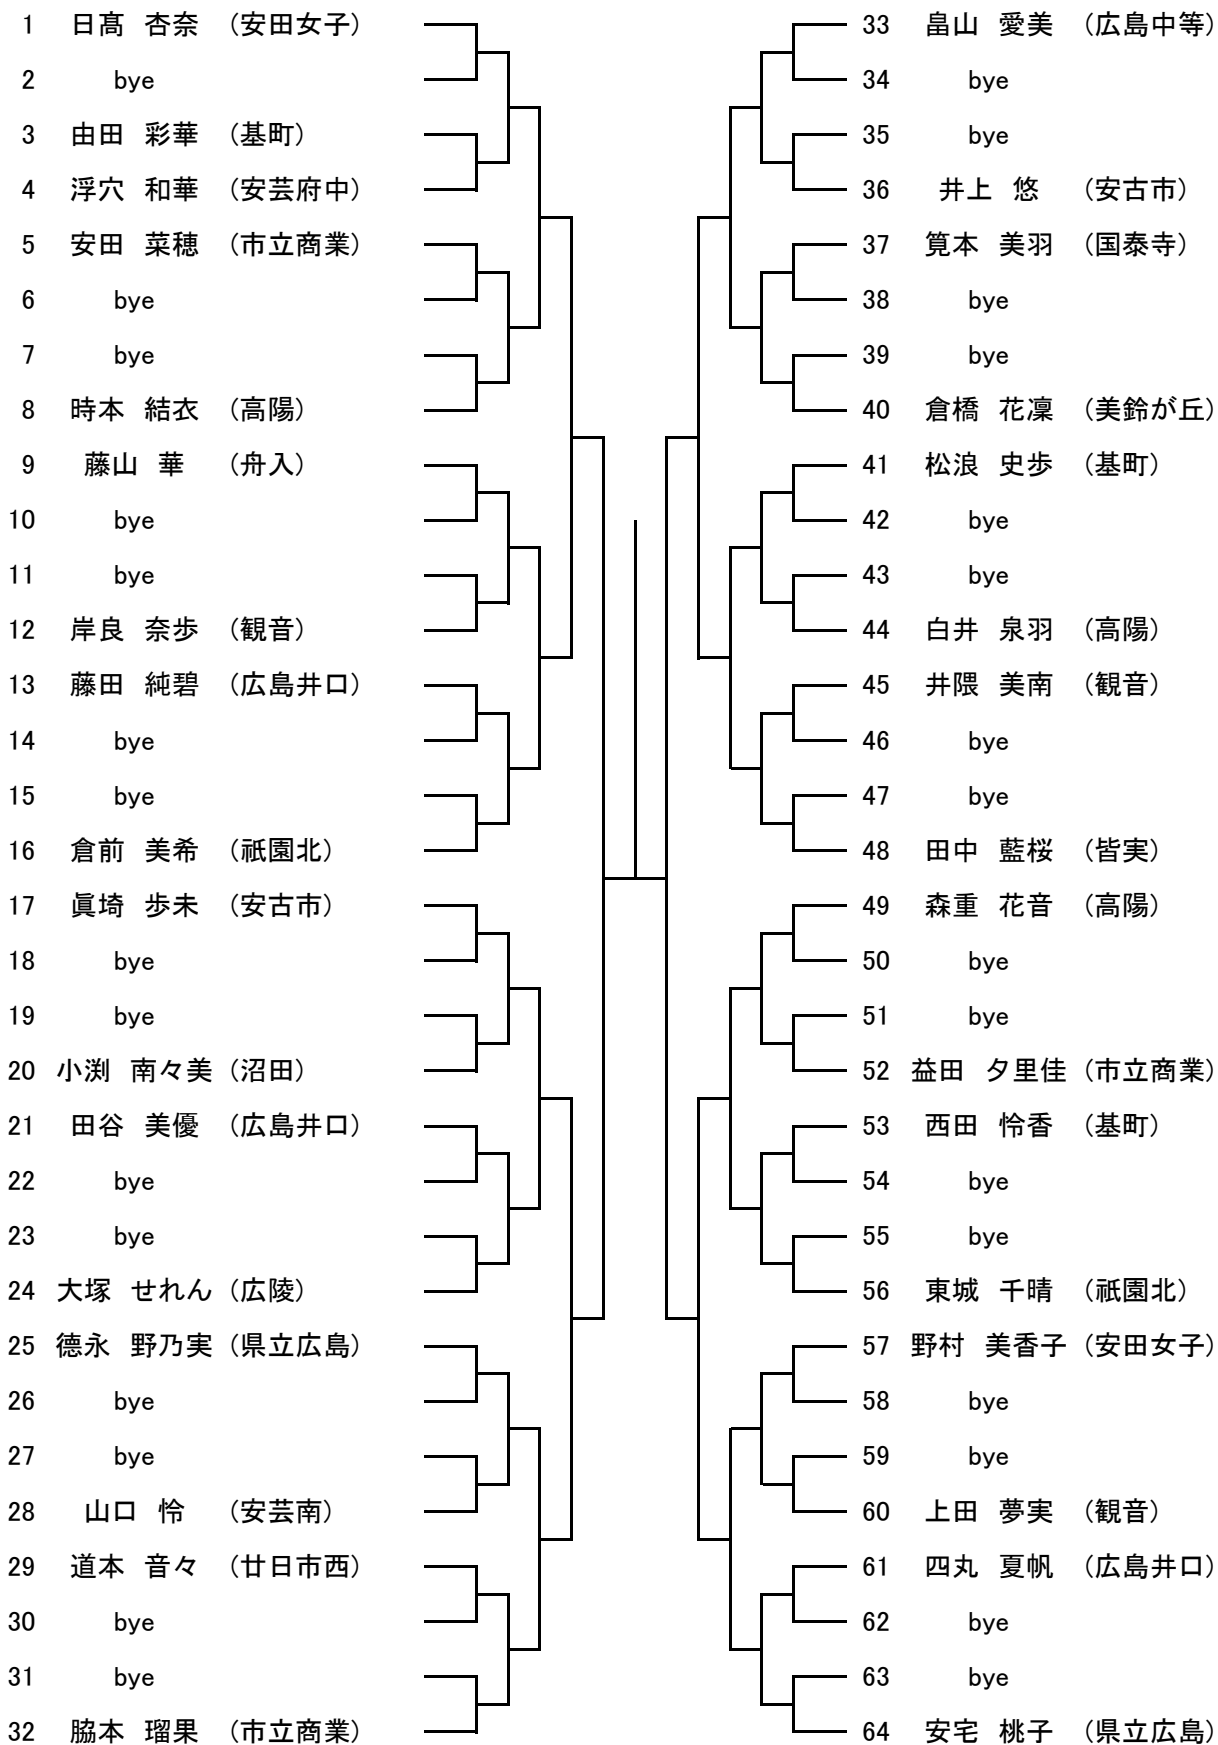 1 日髙 杏奈 (安田女子)
2 bye
3 由田 彩華 (基町)
4 浮穴 和華 (安芸府中)
5 安田 菜穂 (市立商業)
6 bye
7 bye
8 時本 結衣 (高陽)
9 藤山 華 (舟入)
10 bye
11 bye
12 岸良 奈歩 (観音)
13 藤田 純碧 (広島井口)
14 bye
15 bye
16 倉前 美希 (祇園北)
17 眞埼 歩未 (安古市)
18 bye
19 bye
20 小渕 南々美 (沼田)
21 田谷 美優 (広島井口)
22 bye
23 bye
24 大塚 せれん (広陵)
25 德永 野乃実 (県立広島)
26 bye
27 bye
28 山口 怜 (安芸南)
29 道本 音々 (廿日市西)
30 bye
31 bye
32 脇本 瑠果 (市立商業)
33 畠山 愛美 (広島中等)
34 bye
35 bye
36 井上 悠 (安古市)
37 筧本 美羽 (国泰寺)
38 bye
39 bye
40 倉橋 花凜 (美鈴が丘)
41 松浪 史歩 (基町)
42 bye
43 bye
44 白井 泉羽 (高陽)
45 井隈 美南 (観音)
46 bye
47 bye
48 田中 藍桜 (皆実)
49 森重 花音 (高陽)
50 bye
51 bye
52 益田 夕里佳 (市立商業)
53 西田 怜香 (基町)
54 bye
55 bye
56 東城 千晴 (祇園北)
57 野村 美香子 (安田女子)
58 bye
59 bye
60 上田 夢実 (観音)
61 四丸 夏帆 (広島井口)
62 bye
63 bye
64 安宅 桃子 (県立広島)